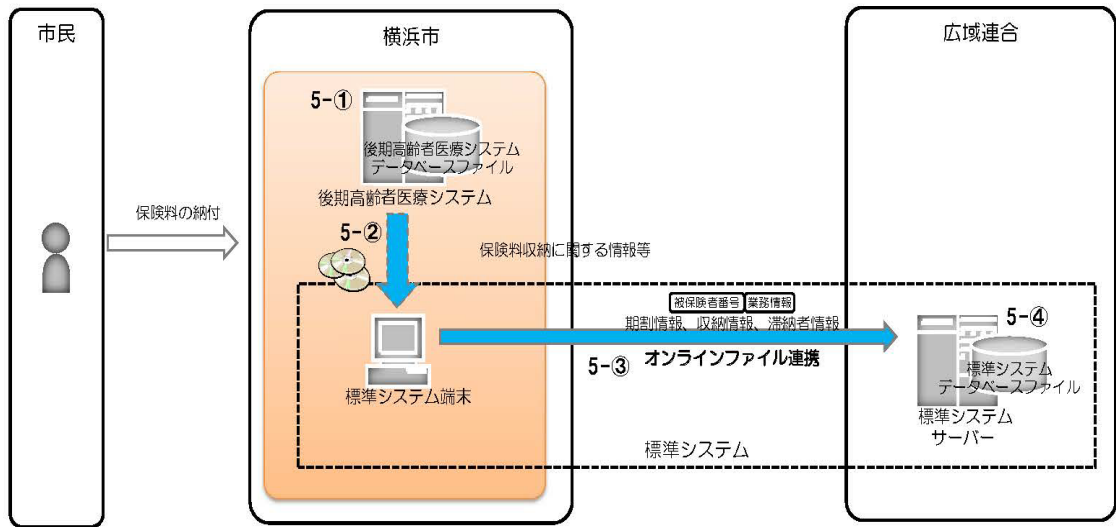 市民
横浜市
広域連合
5-①
後期高齢者医療システム
データベースファイル
後期高齢者医療システム
保険料の納付
5-②
保険料収納に関する情報等
被保険者番号 業務情報
期割情報、収納情報、滞納者情報
5-③ オンラインファイル連携
標準システム端末
5-④
標準システム
データベースファイル
標準システム
サーバー
標準システム